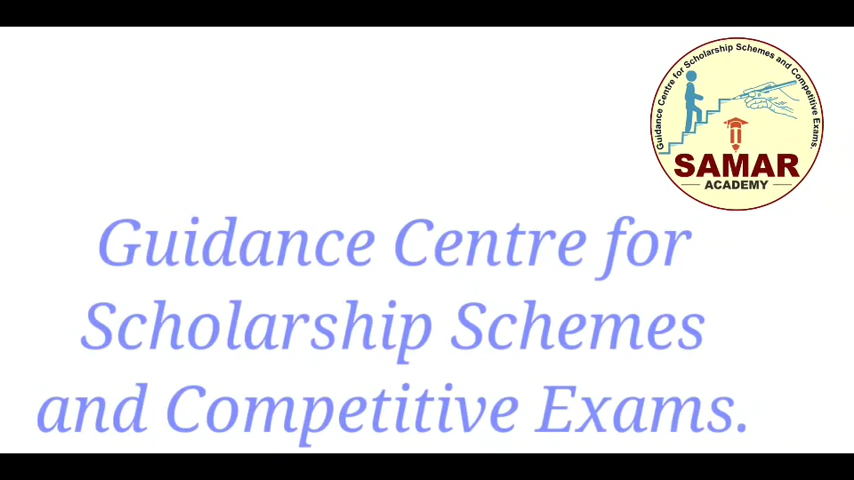 Guidance Centre for Scholarship Schemes and Competitive Exams.
SAMAR
ACADEMY
Guidance Centre for
Scholarship Schemes
and Competitive Exams.